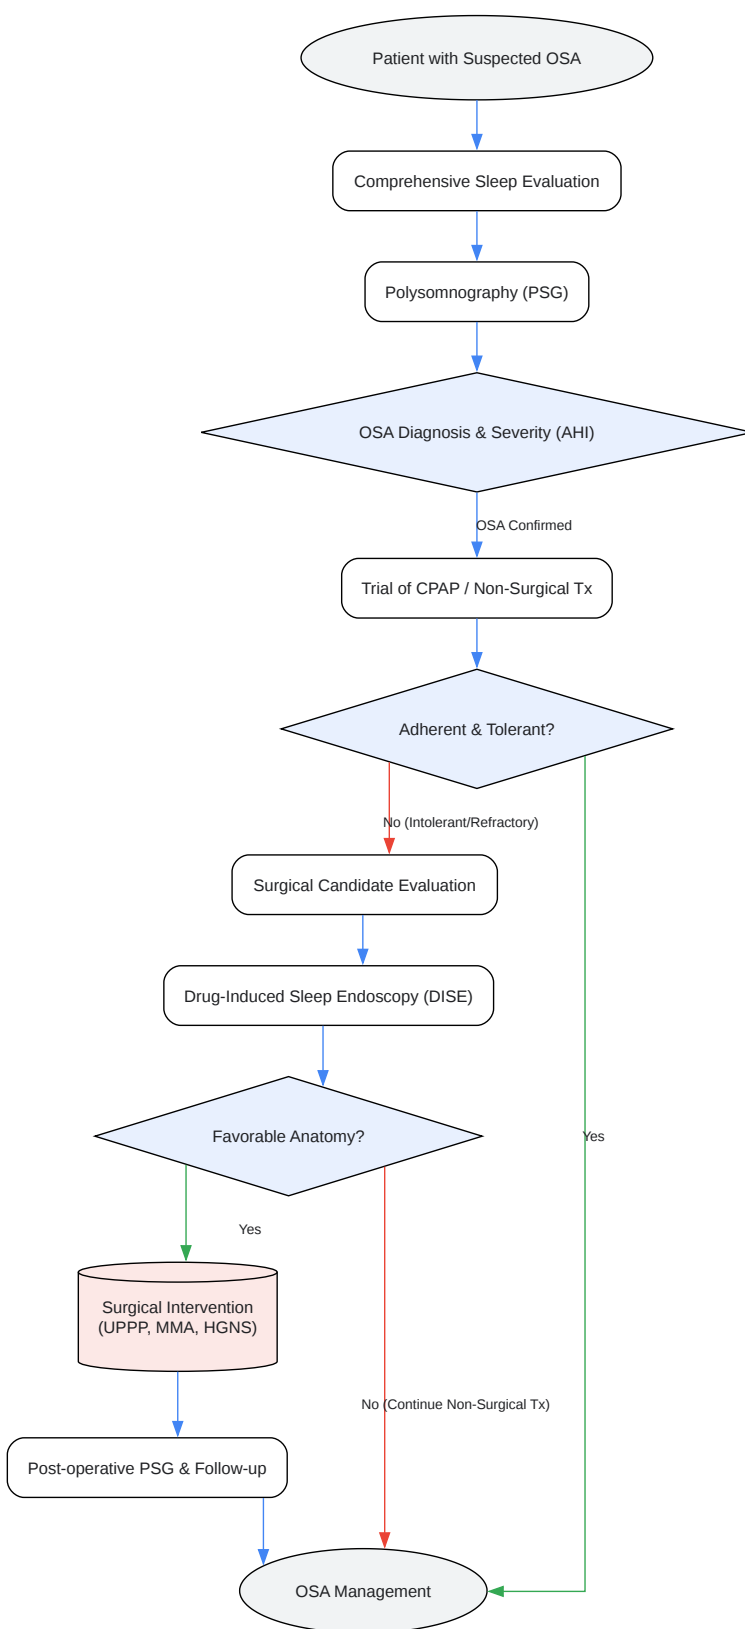 Patient with Suspected OSA
Comprehensive Sleep Evaluation
Polysomnography (PSG)
OSA Diagnosis & Severity (AHI)
OSA Confirmed
Trial of CPAP / Non-Surgical Tx
Adherent & Tolerant?
No (Intolerant/Refractory)
Surgical Candidate Evaluation
Drug-Induced Sleep Endoscopy (DISE)
Favorable Anatomy?
Yes
Yes
Surgical Intervention
(UPPP, MMA, HGNS)
No (Continue Non-Surgical Tx)
Post-operative PSG & Follow-up
OSA Management